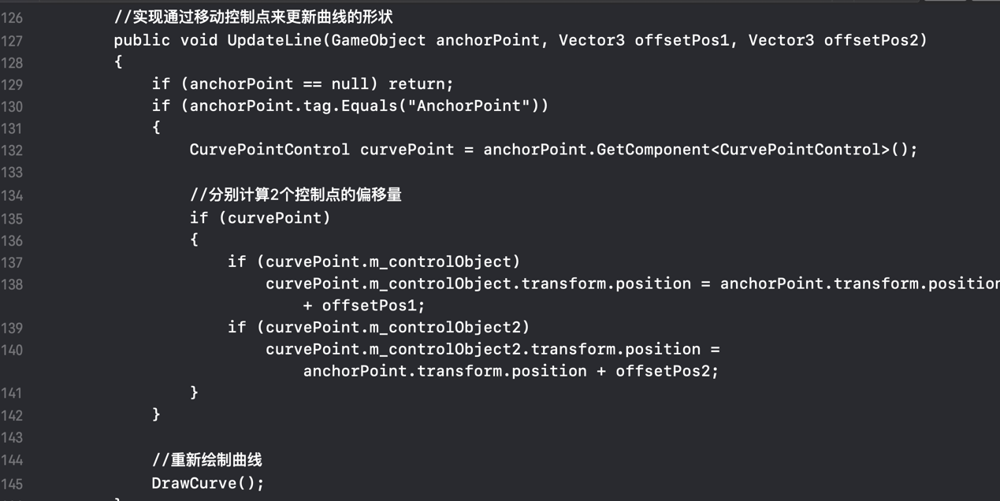 126 //实现通过移动控制点来更新曲线的形状
127 public void UpdateLine(GameObject anchorPoint, Vector3 offsetPos1, Vector3 offsetPos2)
128 {
129 if (anchorPoint == null) return;
130 if (anchorPoint.tag.Equals("AnchorPoint"))
131 {
132 CurvePointControl curvePoint = anchorPoint.GetComponent<CurvePointControl>();
133
134 //分别计算2个控制点的偏移量
135 if (curvePoint)
136 {
137 if (curvePoint.m_controlObject)
138 curvePoint.m_controlObject.transform.position = anchorPoint.transform.position
+ offsetPos1;
139 if (curvePoint.m_controlObject2)
140 curvePoint.m_controlObject2.transform.position =
anchorPoint.transform.position + offsetPos2;
141 }
142 }
143
144 //重新绘制曲线
145 DrawCurve();